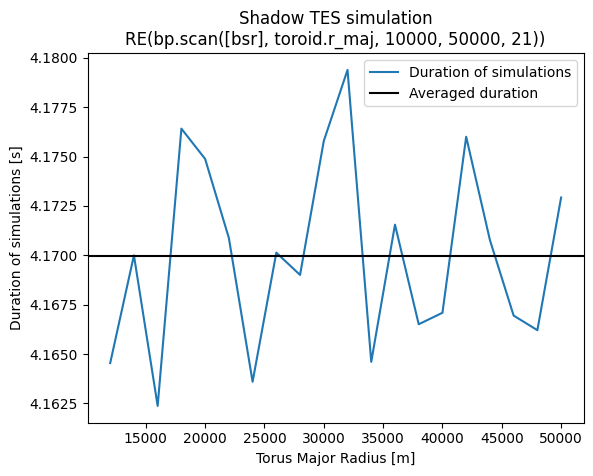 Shadow TES simulation
RE(bp.scan([bsr], toroid.r_maj, 10000, 50000, 21))
Duration of simulations
Averaged duration
Duration of simulations [s]
4.1800
4.1775
4.1750
4.1725
4.1700
4.1675
4.1650
4.1625
15000 20000 25000 30000 35000 40000 45000 50000
Torus Major Radius [m]